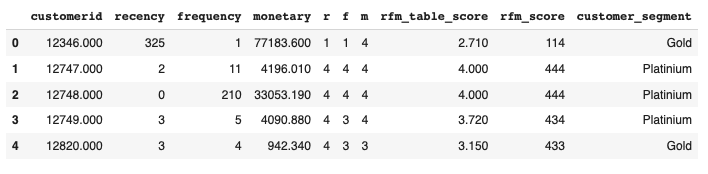 customerid recency frequency monetary r f m rfm_table_score rfm_score customer_segment
0 12346.000 325 1 77183.600 1 1 4 2.710 114 Gold
1 12747.000 2 11 4196.010 4 4 4 4.000 444 Platinium
2 12748.000 0 210 33053.190 4 4 4 4.000 444 Platinium
3 12749.000 3 5 4090.880 4 3 4 3.720 434 Platinium
4 12820.000 3 4 942.340 4 3 3 3.150 433 Gold